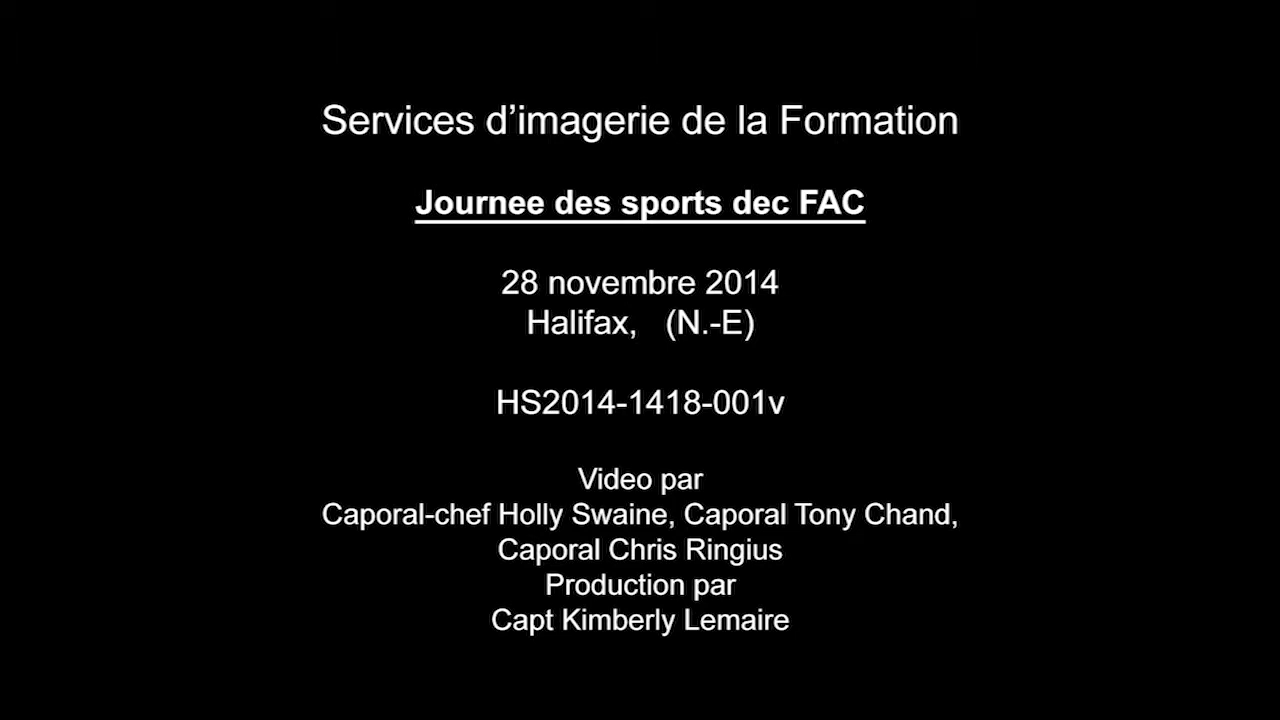 Services d’imagerie de la Formation
Journee des sports dec FAC
28 novembre 2014
Halifax, (N.-E)
HS2014-1418-001v
Video par
Caporal-chef Holly Swaine, Caporal Tony Chand,
Caporal Chris Ringius
Production par
Capt Kimberly Lemaire